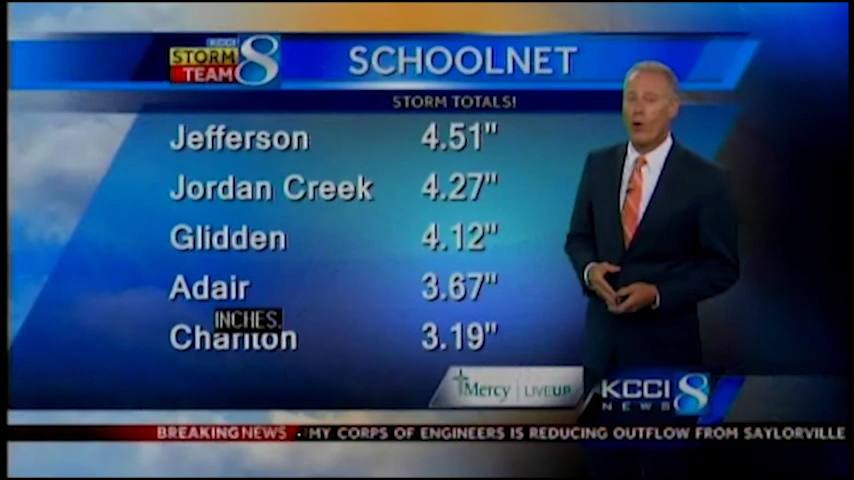 KCCI
STORM
TEAM 8
SCHOOLNET
STORM TOTALS!
Jefferson 4.51"
Jordan Creek 4.27"
Glidden 4.12"
Adair 3.67"
INCHES.
Chariton 3.19"
Mercy LIVEUP
KCCI 8
NEWS
BREAKING NEWS MY CORPS OF ENGINEERS IS REDUCING OUTFLOW FROM SAYLORVILLE